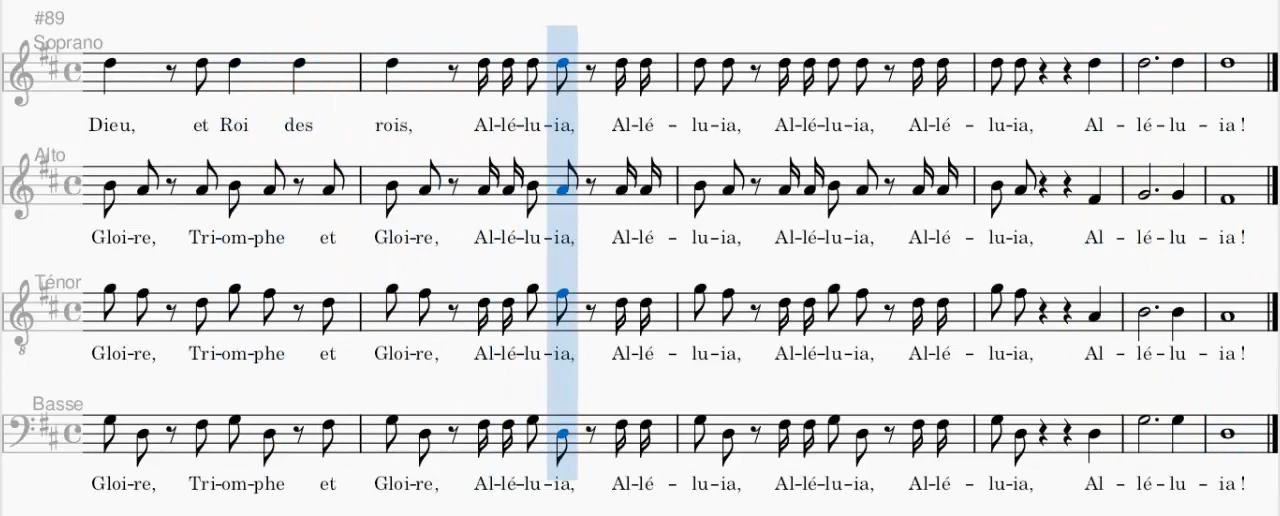 #89
Soprano
Dieu, et Roi des rois, Al-lé-lu-ia, Al-lé - lu-ia, Al-lé-lu-ia, Al-lé - lu-ia, Al - lé - lu - ia !
Alto
Gloi-re, Tri-om-phe et Gloi-re, Al-lé-lu-ia, Al-lé - lu-ia, Al-lé-lu-ia, Al-lé - lu-ia, Al - lé - lu - ia !
Ténor
8
Gloi-re, Tri-om-phe et Gloi-re, Al-lé-lu-ia, Al-lé - lu-ia, Al-lé-lu-ia, Al-lé - lu-ia, Al - lé - lu - ia !
Basse
Gloi-re, Tri-om-phe et Gloi-re, Al-lé-lu-ia, Al-lé - lu-ia, Al-lé-lu-ia, Al-lé - lu-ia, Al - lé - lu - ia !